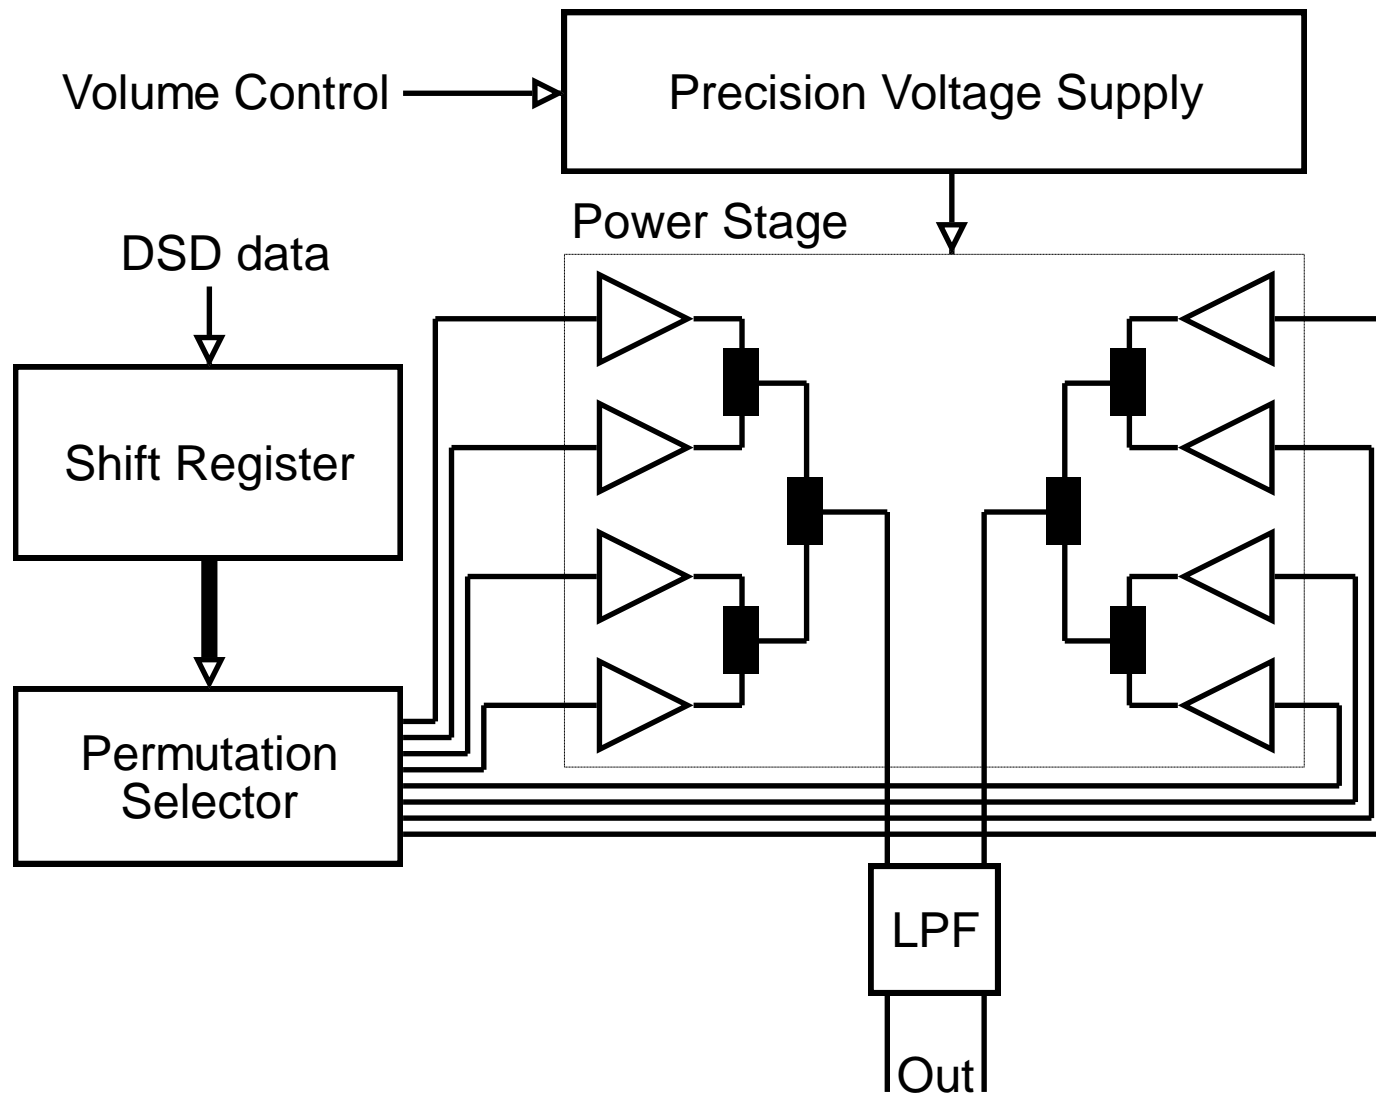 Volume Control
Precision Voltage Supply
Power Stage
DSD data
Shift Register
Permutation
Selector
LPF
Out